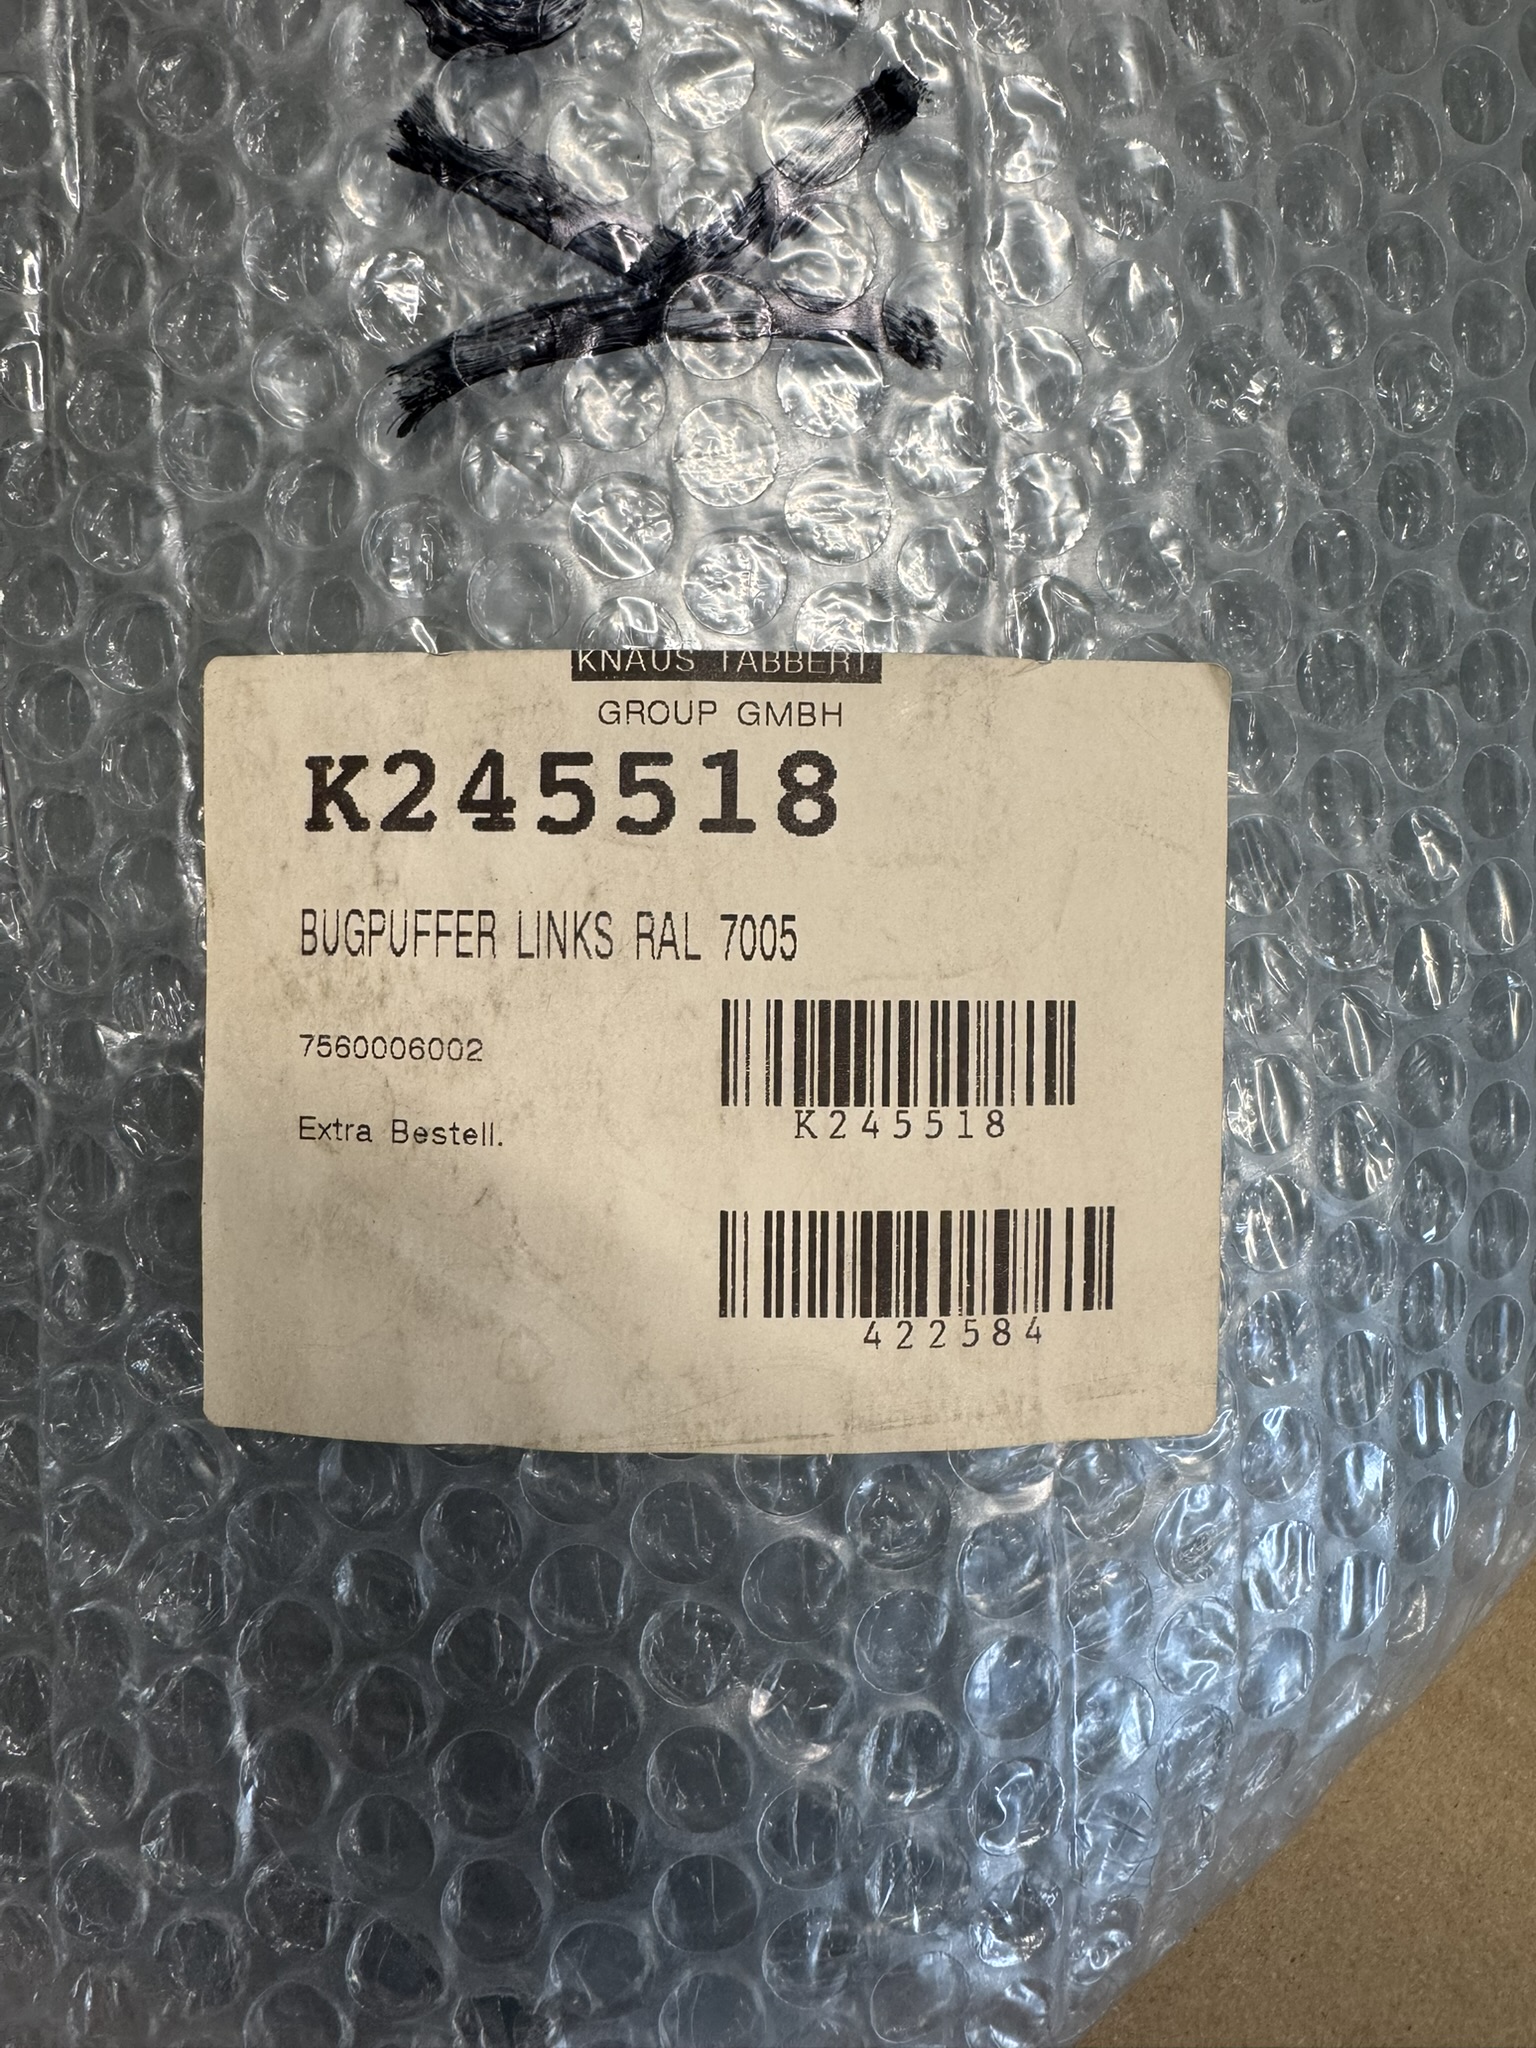 KNAUS TABBERT
GROUP GMBH
K245518
BUGPUFFER LINKS RAL 7005
7560006002
K245518
Extra Bestell.
422584